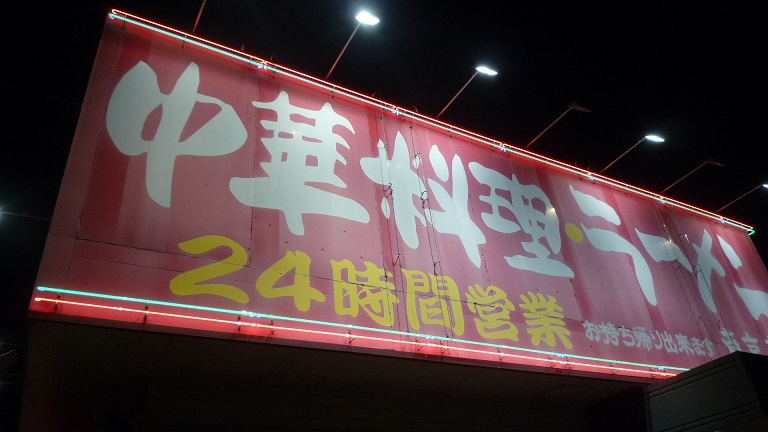 中華料理・ラーメン
24時間営業
お持ち帰り出来ます